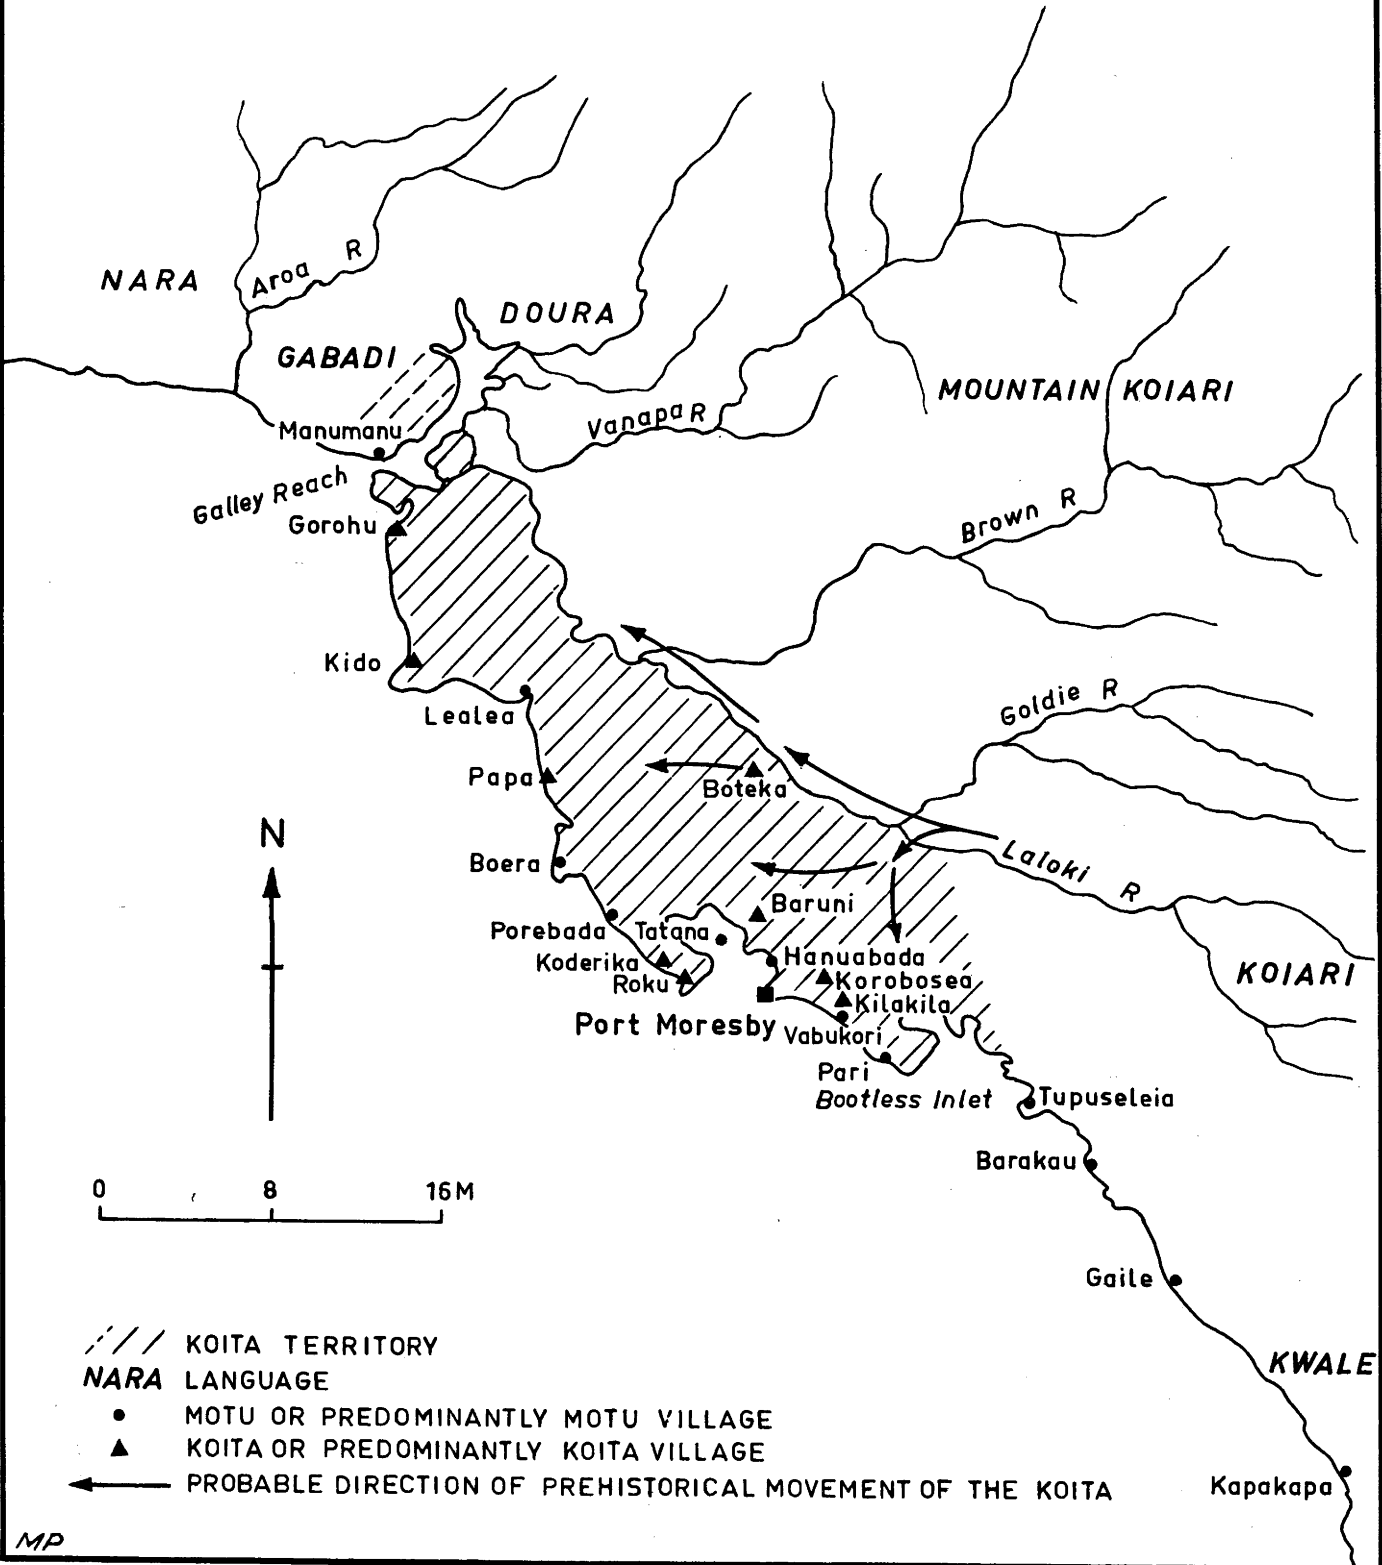 NARA
Aroa R
DOURA
GABADI
MOUNTAIN KOIARI
Vanapa R
Manumanu
Galley Reach
Gorohu
Brown R
Kido
Lealea
Goldie R
Papa
Boteka
N
Boera
Laloki R
Baruni
Porebada
Tatana
Hanuabada
Koderika
Korobosea
KOIARI
Roku
Kilakila
Port Moresby
Vabukori
Pari
Bootless Inlet
Tupuseleia
Barakau
0 8 16M
Gaile
KOITA TERRITORY
KWALE
NARA LANGUAGE
MOTU OR PREDOMINANTLY MOTU VILLAGE
KOITA OR PREDOMINANTLY KOITA VILLAGE
PROBABLE DIRECTION OF PREHISTORICAL MOVEMENT OF THE KOITA
Kapakapa
MP